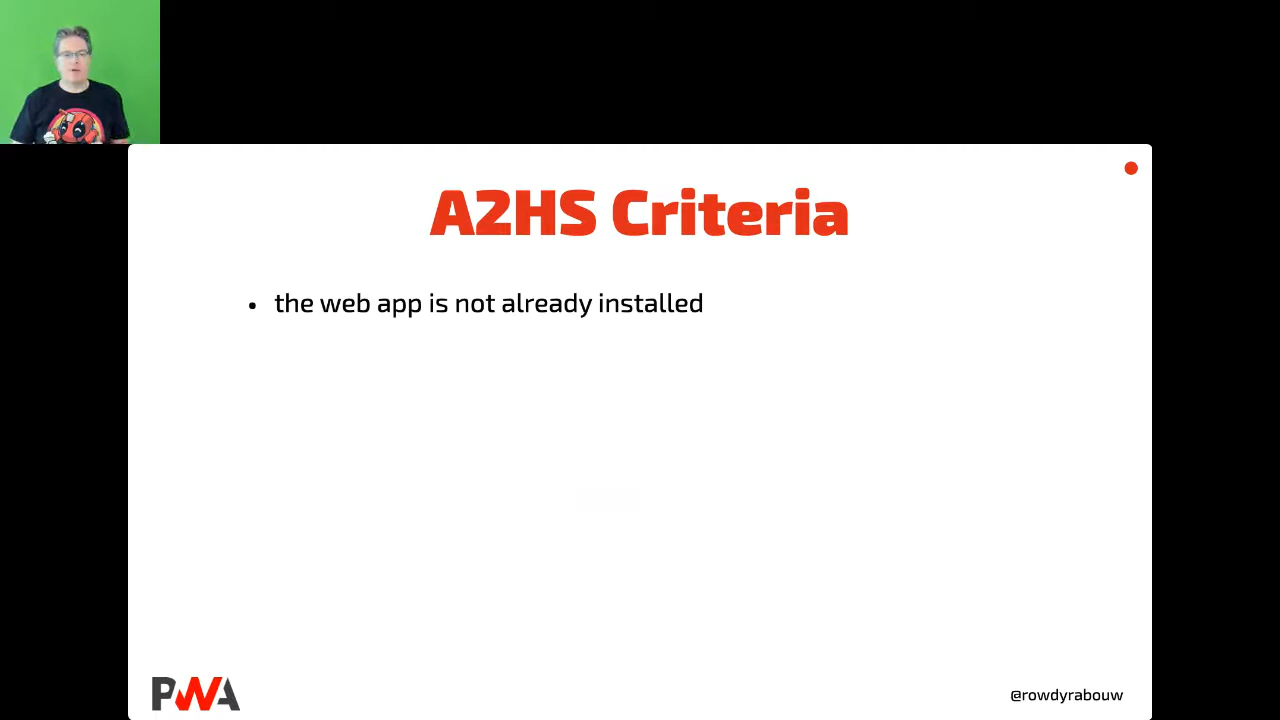 A2HS Criteria
• the web app is not already installed
PWA
@rowdyrabouw